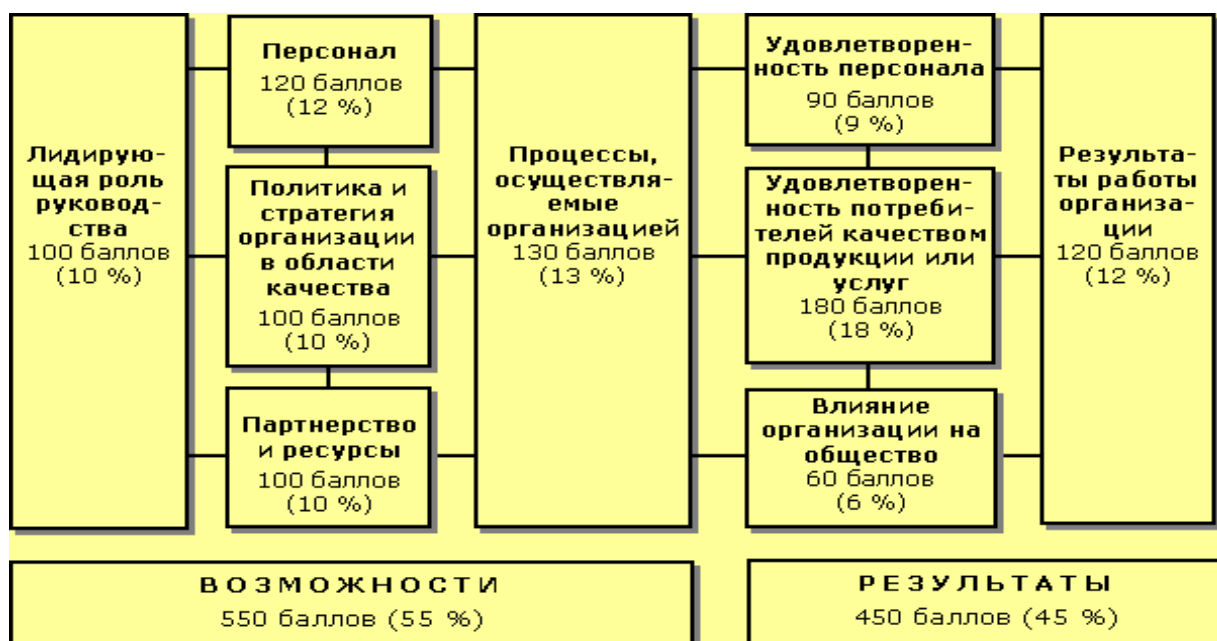 Лидирую-
щая роль
руковод-
ства
100 баллов
(10 %)
Персонал
120 баллов
(12 %)
Политика и
стратегия
организации
в области
качества
100 баллов
(10 %)
Партнерство
и ресурсы
100 баллов
(10 %)
Процессы,
осуществля-
емые
организацией
130 баллов
(13 %)
Удовлетворен-
ность персонала
90 баллов
(9 %)
Удовлетворен-
ность потреби-
телей качеством
продукции или
услуг
180 баллов
(18 %)
Влияние
организации на
общество
60 баллов
(6 %)
Результа-
ты работы
организа-
ции
120 баллов
(12 %)
ВОЗМОЖНОСТИ
550 баллов (55 %)
РЕЗУЛЬТАТЫ
450 баллов (45 %)